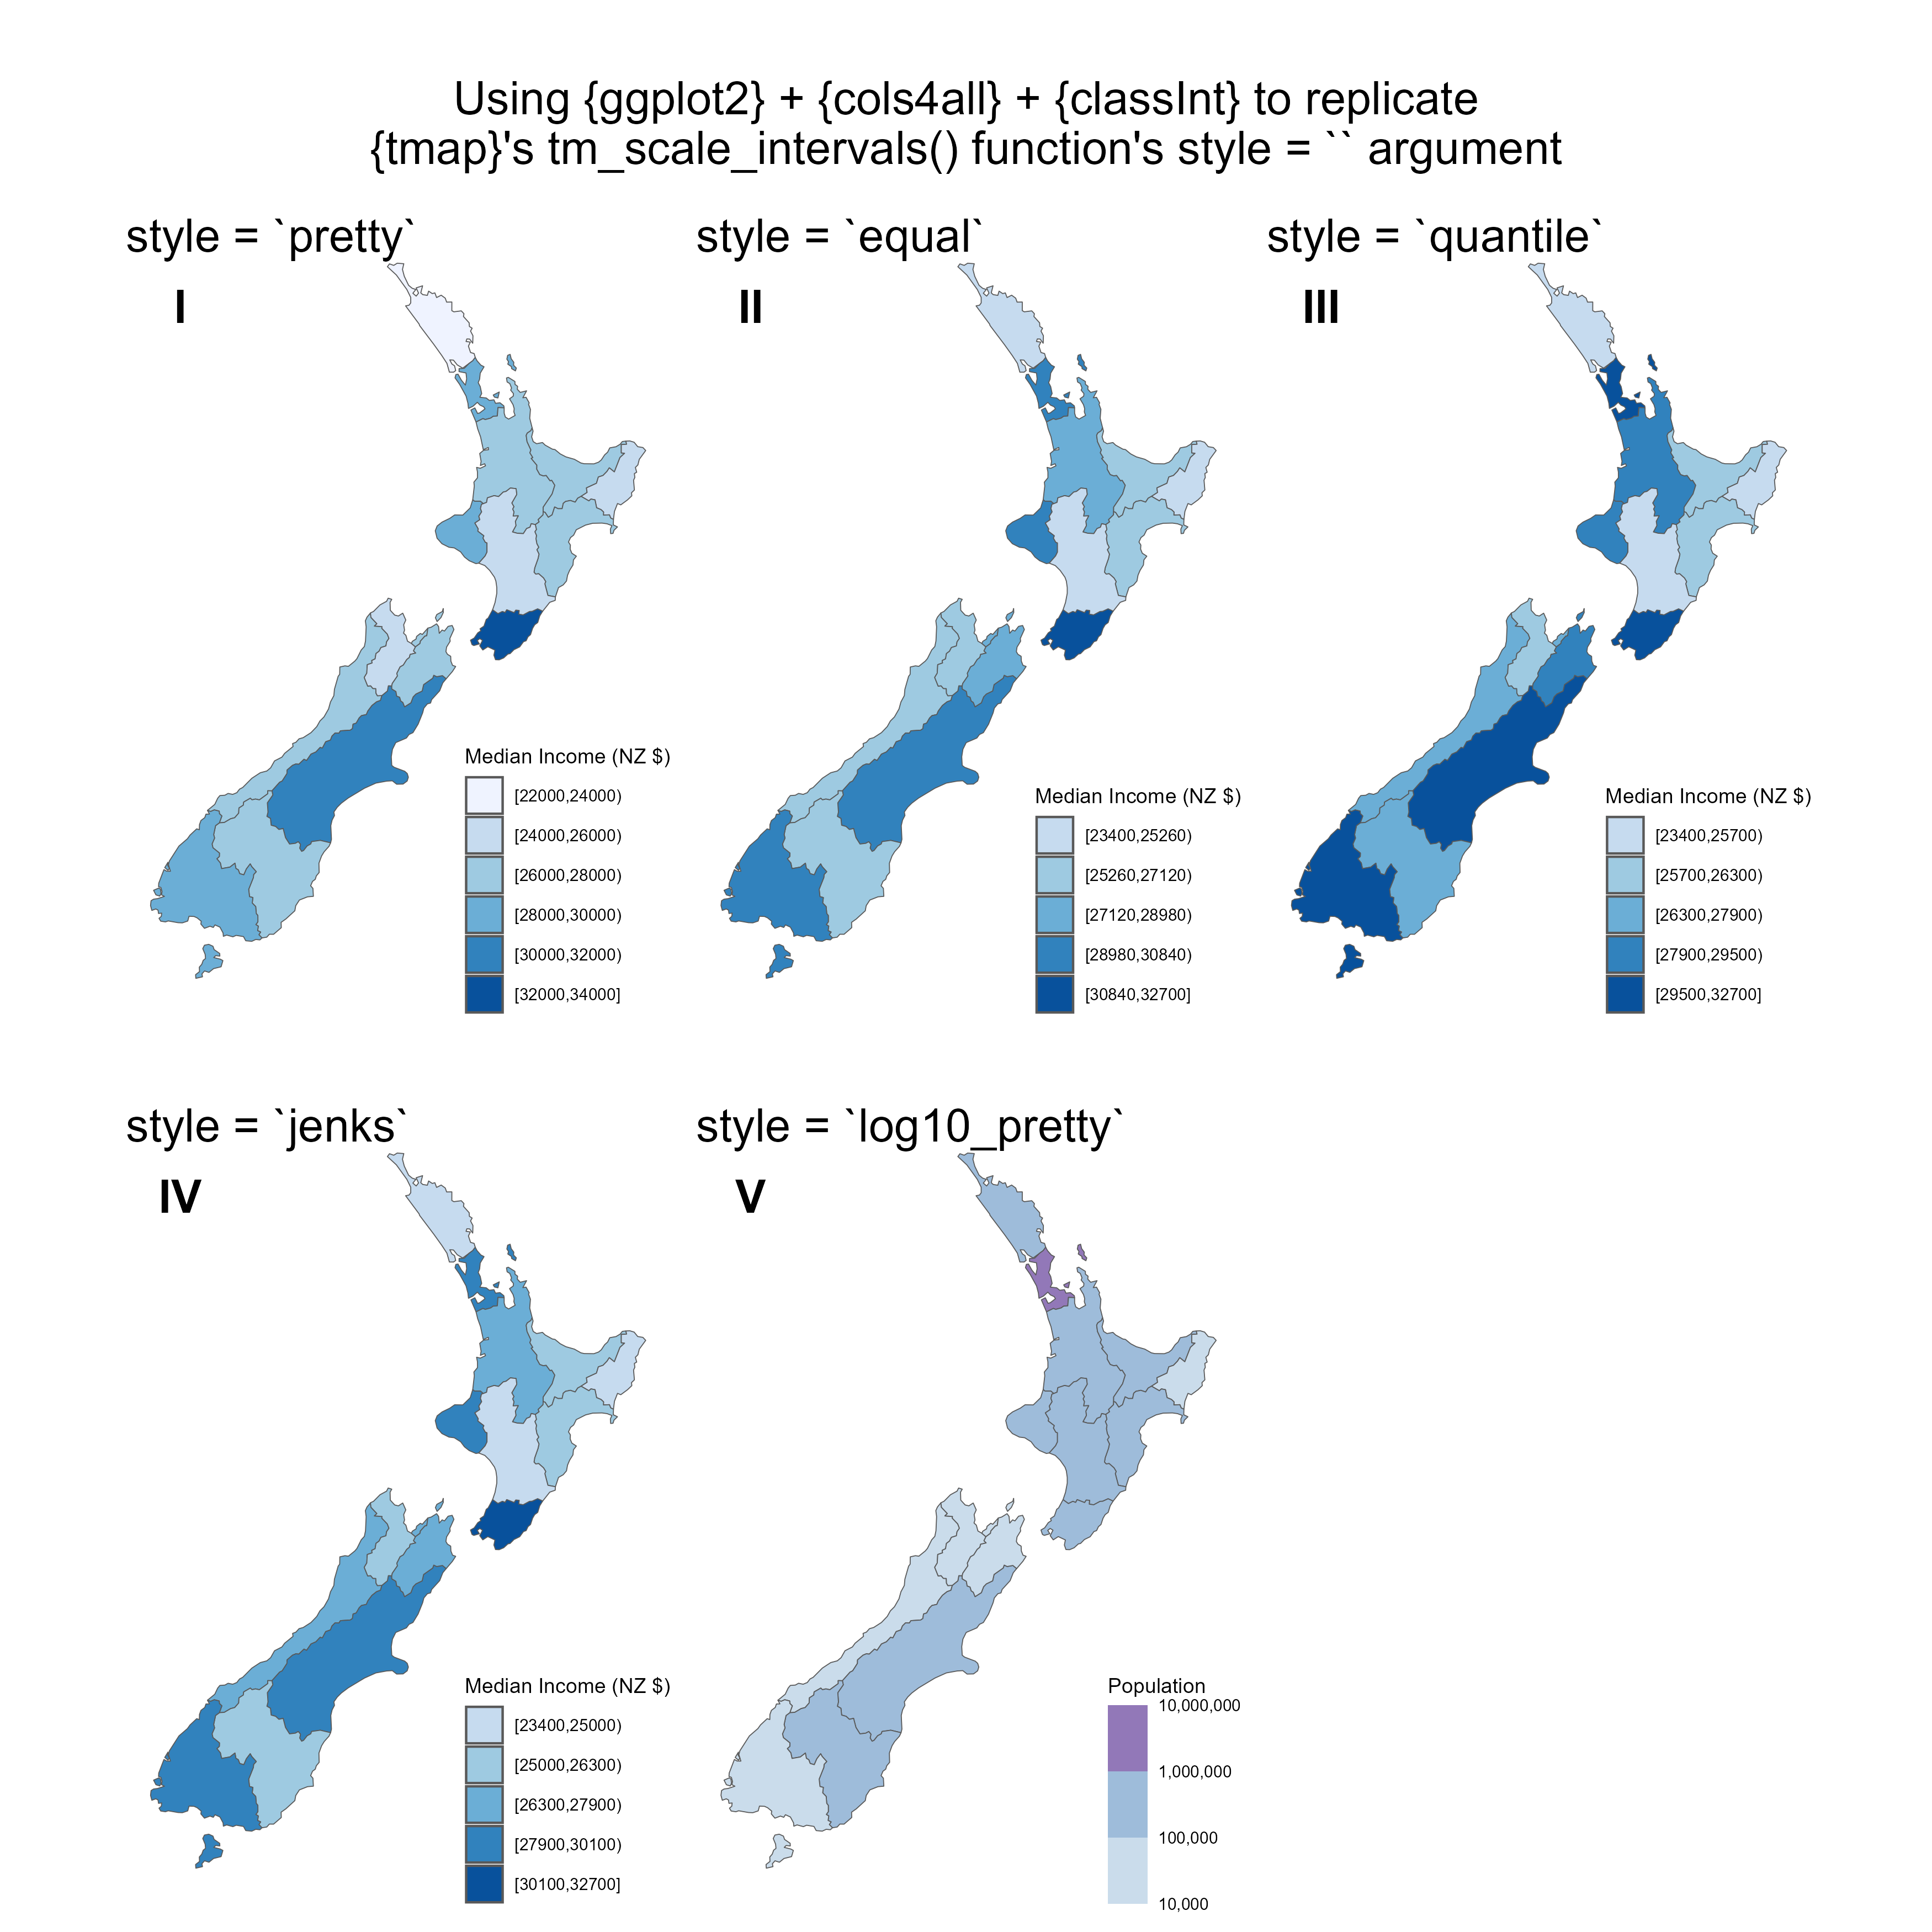 Using {ggplot2} + {cols4all} + {classInt} to replicate
{tmap}'s tm_scale_intervals() function's style = `` argument
style = `pretty`
I
Median Income (NZ $)
[22000,24000)
[24000,26000)
[26000,28000)
[28000,30000)
[30000,32000)
[32000,34000]
style = `equal`
II
Median Income (NZ $)
[23400,25260)
[25260,27120)
[27120,28980)
[28980,30840)
[30840,32700]
style = `quantile`
III
Median Income (NZ $)
[23400,25700)
[25700,26300)
[26300,27900)
[27900,29500)
[29500,32700]
style = `jenks`
IV
Median Income (NZ $)
[23400,25000)
[25000,26300)
[26300,27900)
[27900,30100)
[30100,32700]
style = `log10_pretty`
V
Population
10,000,000
1,000,000
100,000
10,000